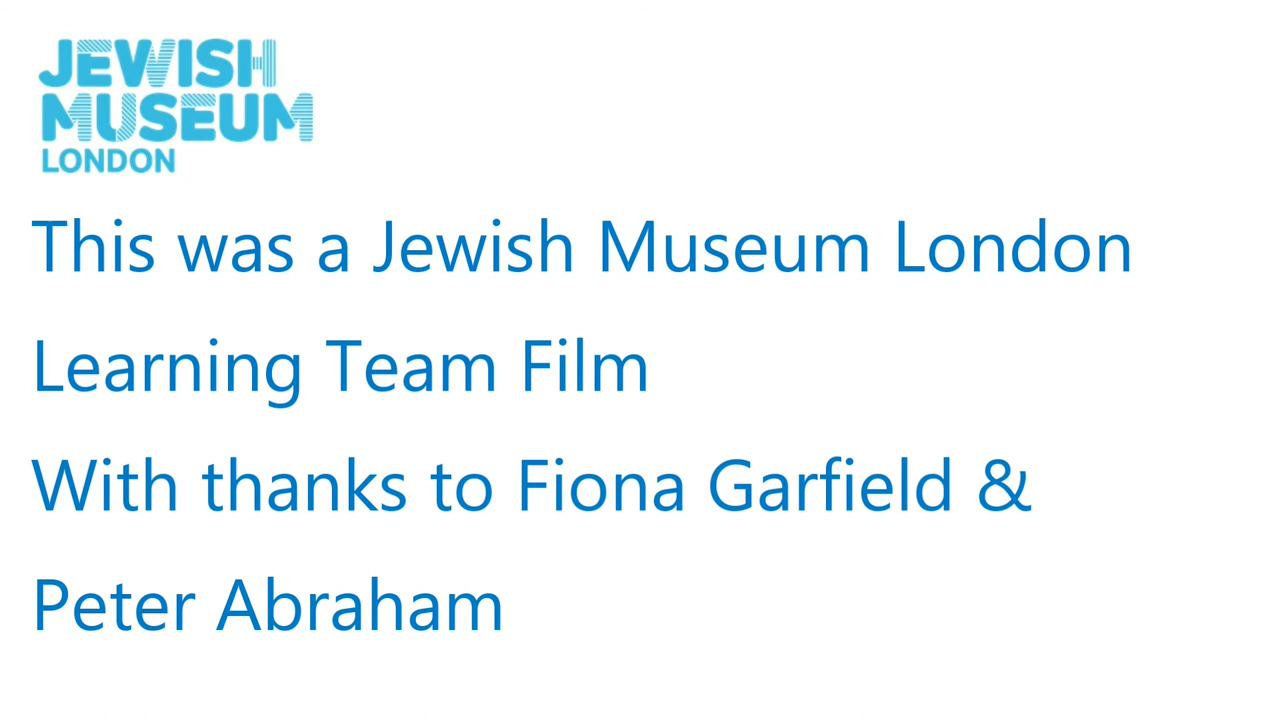 JEWISH
MUSEUM
LONDON
This was a Jewish Museum London
Learning Team Film
With thanks to Fiona Garfield &
Peter Abraham